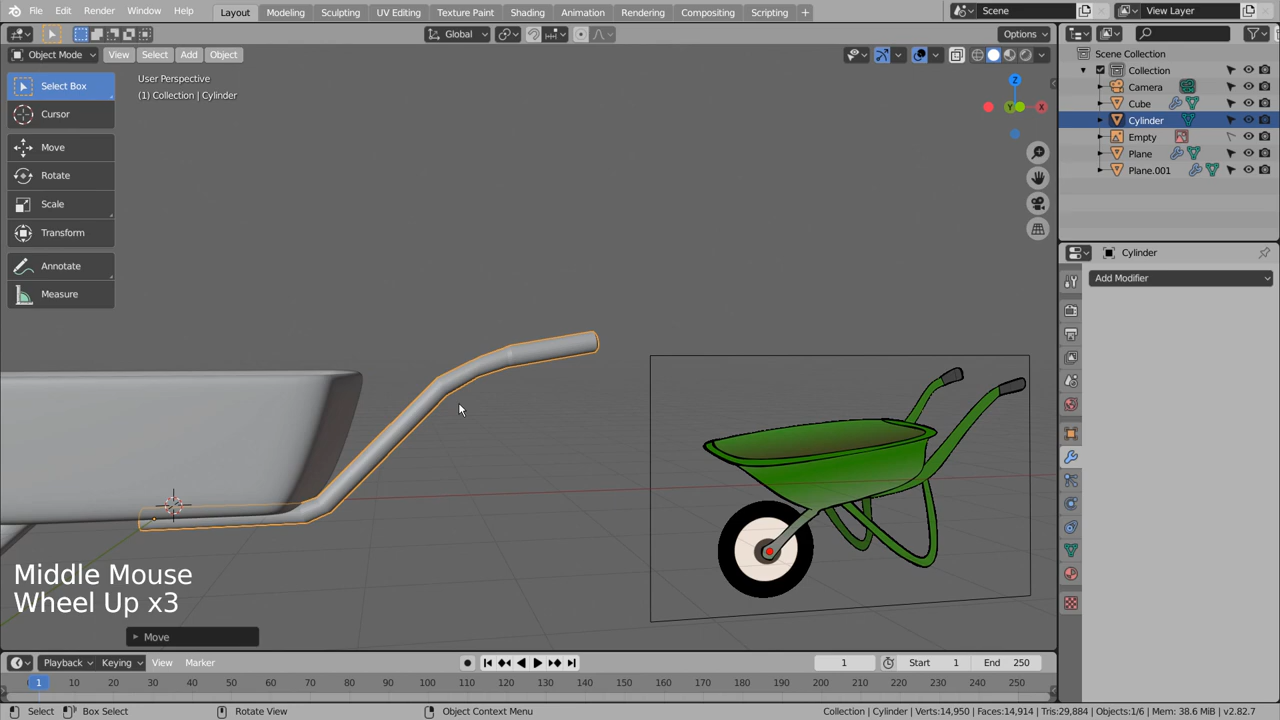 File Edit Render Window Help Layout Modeling Sculpting UV Editing Texture Paint Shading Animation Rendering Compositing Scripting + Scene View Layer
Global Options
Object Mode View Select Add Object
Select Box
Cursor
Move
Rotate
Scale
Transform
Annotate
Measure
User Perspective
(1) Collection | Cylinder
Z
Y
X
Middle Mouse
Wheel Up x3
Move
Scene Collection
Collection
Camera
Cube
Cylinder
Empty
Plane
Plane.001
Cylinder
Add Modifier
Playback Keying View Marker 1 Start 1 End 250
1 10 20 30 40 50 60 70 80 90 100 110 120 130 140 150 160 170 180 190 200 210 220 230 240 250
Select Box Select Rotate View Object Context Menu Collection | Cylinder | Verts:14,950 | Faces:14,914 | Tris:29,884 | Objects:1/6 | Mem: 38.6 MiB | v2.82.7